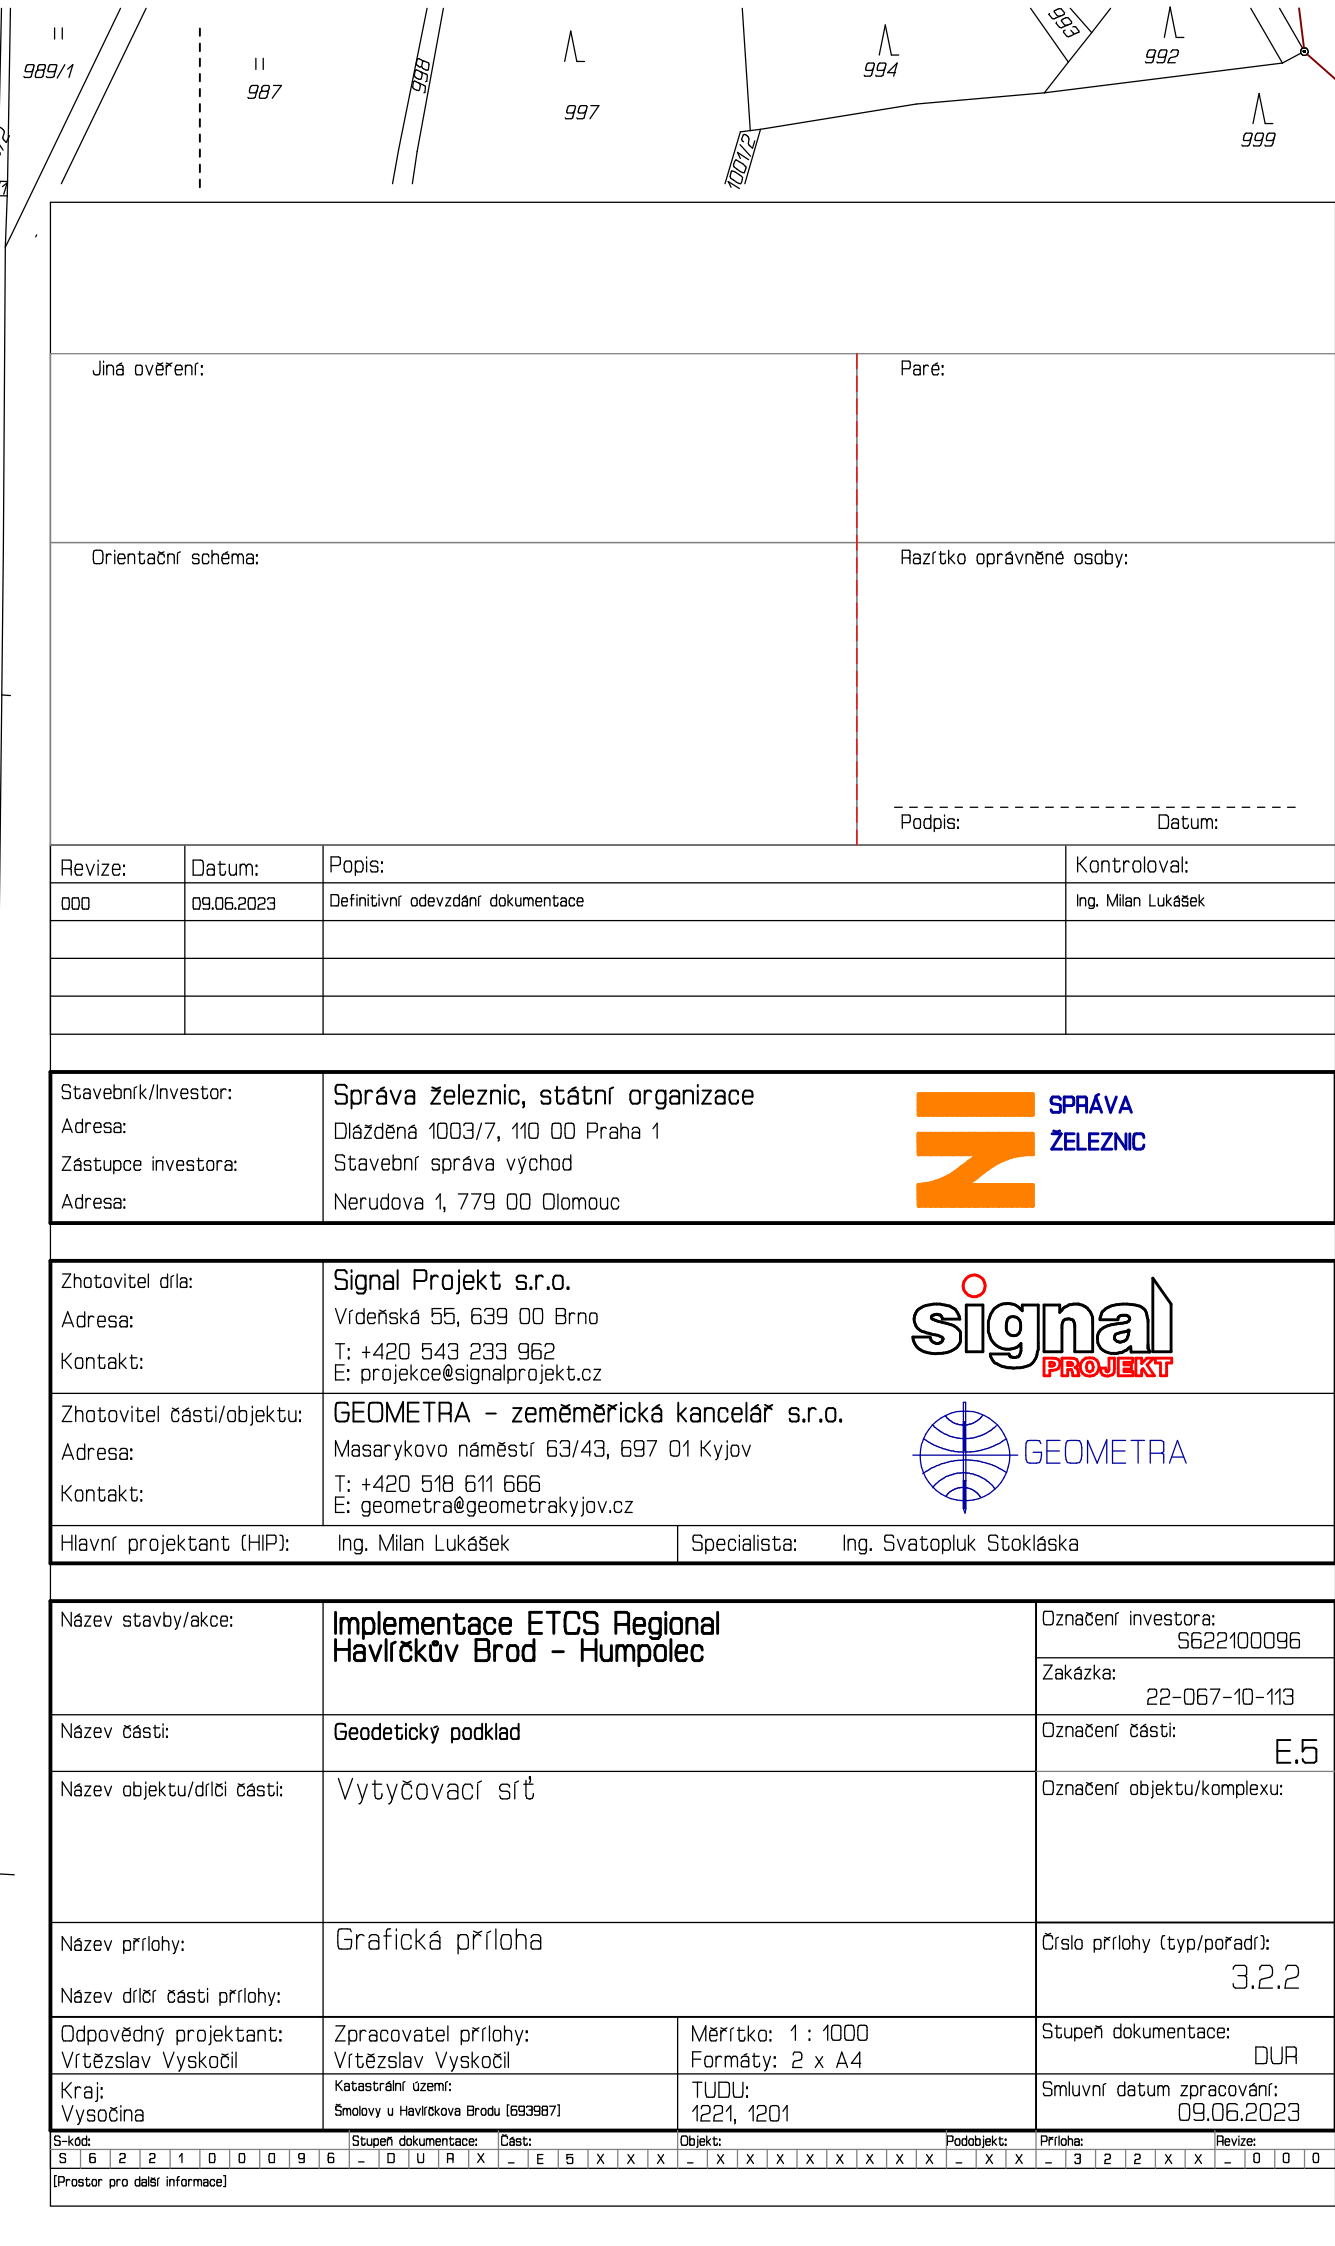 989/1
987
998
997
1001/2
994
993
992
999
Jiná ověření:
Paré:
Orientační schéma:
Razítko oprávněné osoby:
Podpis: Datum:
Revize: Datum: Popis: Kontroloval:
000 09.06.2023 Definitivní odevzdání dokumentace Ing. Milan Lukášek
Stavebník/Investor: Správa železnic, státní organizace
Adresa: Dlážděná 1003/7, 110 00 Praha 1
Zástupce investora: Stavební správa východ
Adresa: Nerudova 1, 779 00 Olomouc
SPRÁVA
ŽELEZNIC
Zhotovitel díla: Signal Projekt s.r.o.
Adresa: Vídeňská 55, 639 00 Brno
Kontakt: T: +420 543 233 962
E: projekce@signalprojekt.cz
signal
PROJEKT
Zhotovitel části/objektu: GEOMETRA - zeměměřická kancelář s.r.o.
Adresa: Masarykovo náměstí 63/43, 697 01 Kyjov
Kontakt: T: +420 518 611 666
E: geometra@geometrakyjov.cz
GEOMETRA
Hlavní projektant (HIP): Ing. Milan Lukášek Specialista: Ing. Svatopluk Stokláska
Název stavby/akce: Implementace ETCS Regional
Havlíčkův Brod - Humpolec
Označení investora:
S622100096
Zakázka:
22-067-10-113
Název části: Geodetický podklad
Označení části:
E.5
Název objektu/dílči části: Vytyčovací síť
Označení objektu/komplexu:
Název přílohy: Grafická příloha
Název dílčí části přílohy:
Číslo přílohy (typ/pořadí):
3.2.2
Odpovědný projektant: Zpracovatel přílohy: Měřítko: 1 : 1000
Vítězslav Vyskočil Vítězslav Vyskočil Formáty: 2 x A4
Stupeň dokumentace:
DUR
Kraj: Katastrální území: TUDU:
Vysočina Šmolovy u Havlíčkova Brodu [693987] 1221, 1201
Smluvní datum zpracování:
09.06.2023
S-kód: Stupeň dokumentace: Část: Objekt: Podobjekt: Příloha: Revize:
S 6 2 2 1 0 0 0 9 6 _ D U R X _ E 5 X X X _ X X X X X X X X _ X X _ 3 2 2 X X _ 0 0 0
[Prostor pro další informace]